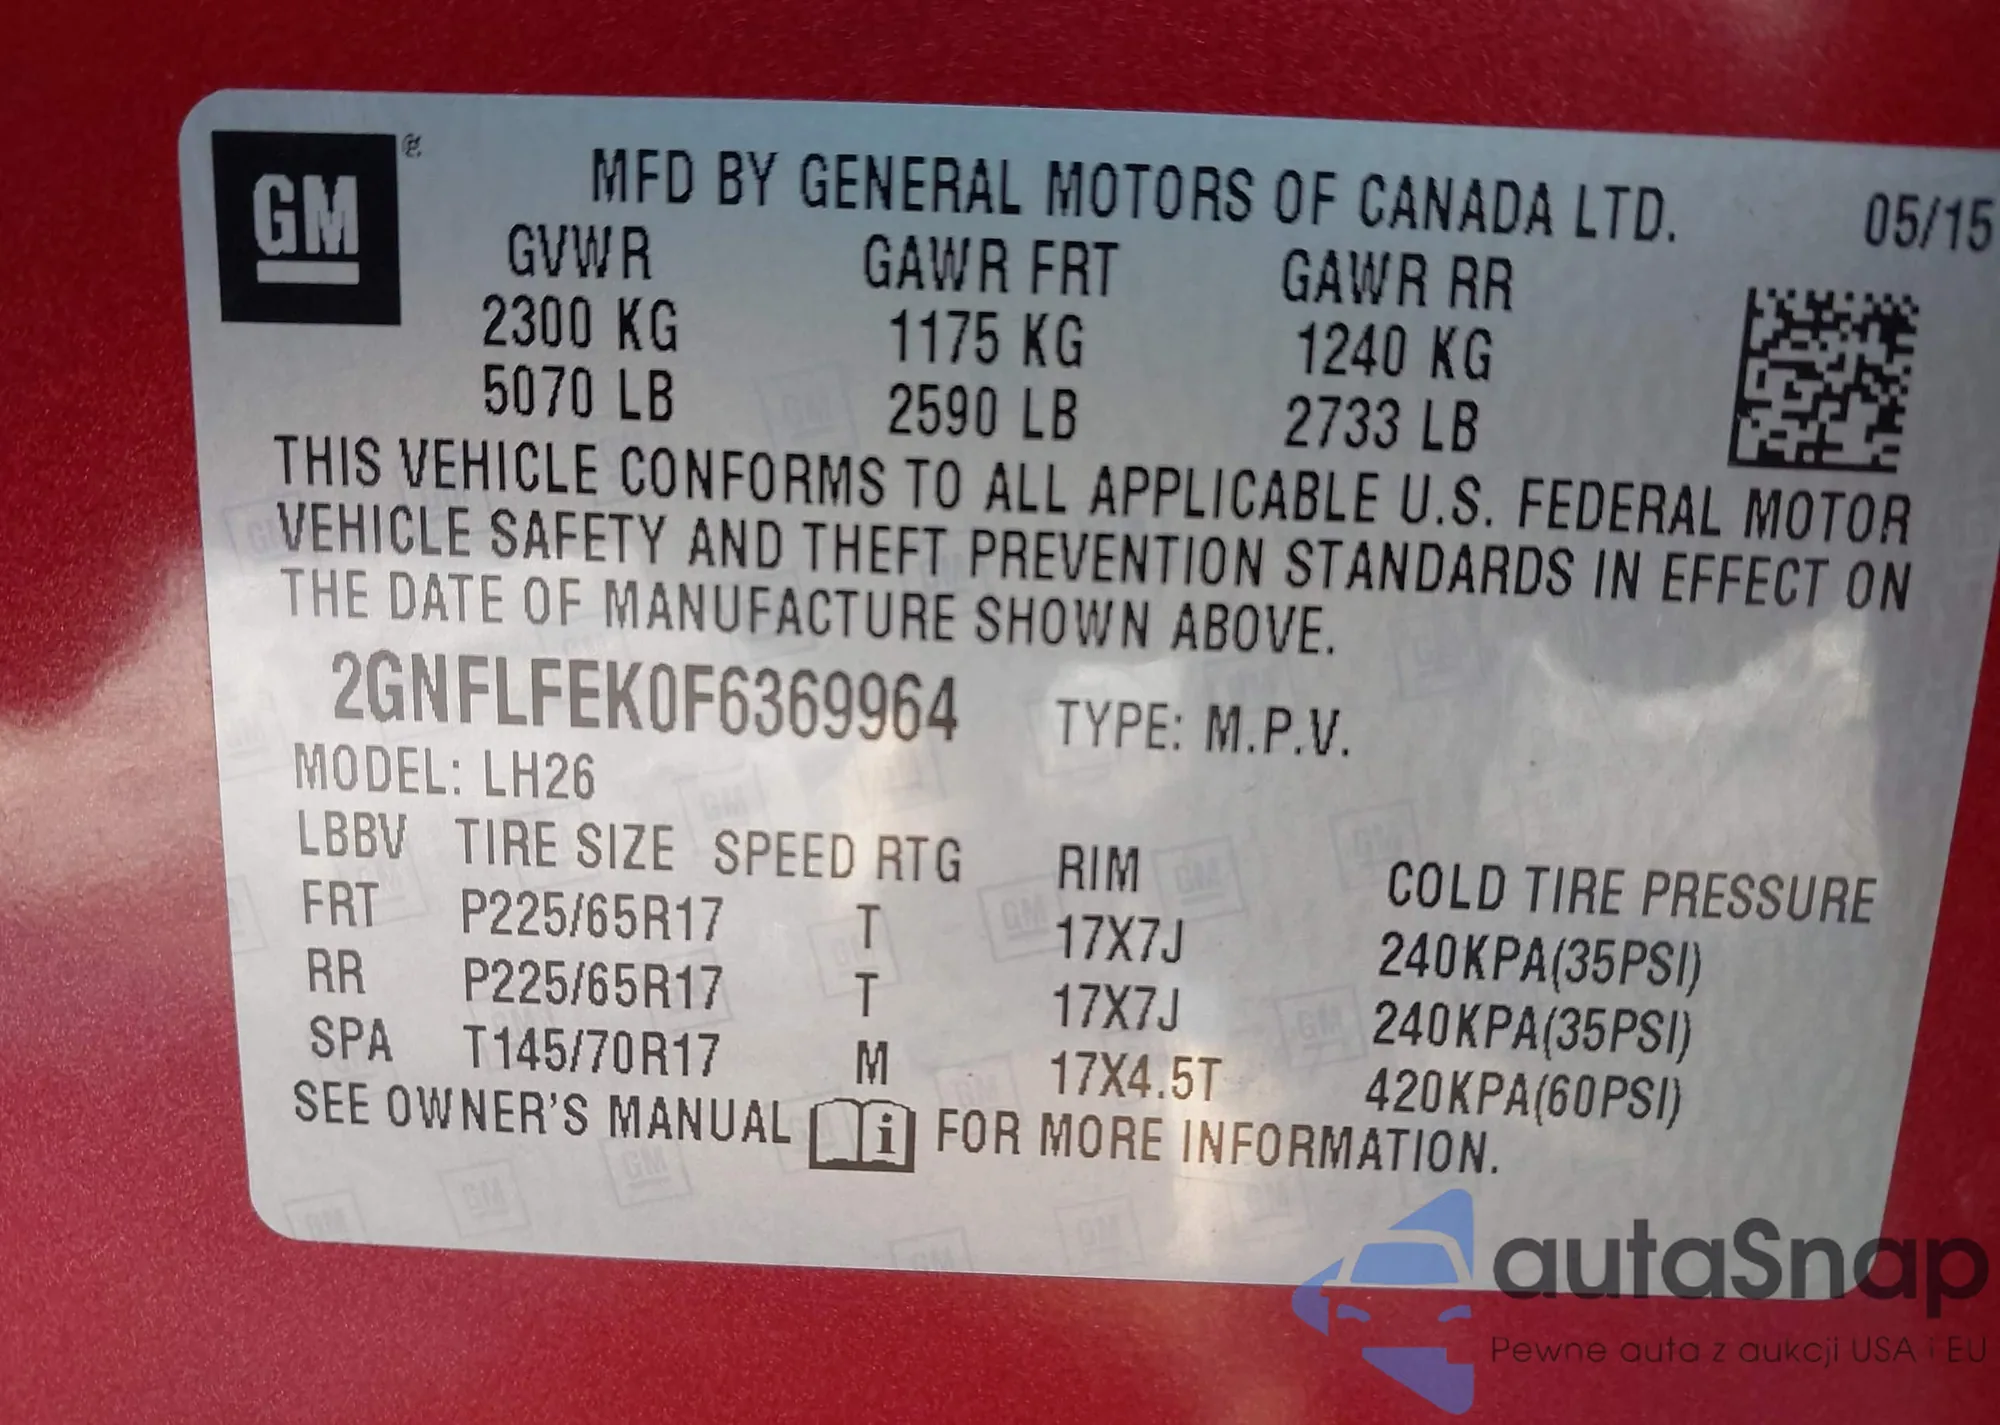 GM ®
MFD BY GENERAL MOTORS OF CANADA LTD. 05/15
GVWR GAWR FRT GAWR RR
2300 KG 1175 KG 1240 KG
5070 LB 2590 LB 2733 LB
THIS VEHICLE CONFORMS TO ALL APPLICABLE U.S. FEDERAL MOTOR
VEHICLE SAFETY AND THEFT PREVENTION STANDARDS IN EFFECT ON
THE DATE OF MANUFACTURE SHOWN ABOVE.
2GNFLFEK0F6369964 TYPE: M.P.V.
MODEL: LH26
LBBV TIRE SIZE SPEED RTG RIM COLD TIRE PRESSURE
FRT P225/65R17 T 17X7J 240KPA(35PSI)
RR P225/65R17 T 17X7J 240KPA(35PSI)
SPA T145/70R17 M 17X4.5T 420KPA(60PSI)
SEE OWNER'S MANUAL i FOR MORE INFORMATION.
autaSnap
Pewne auta z aukcji USA i EU